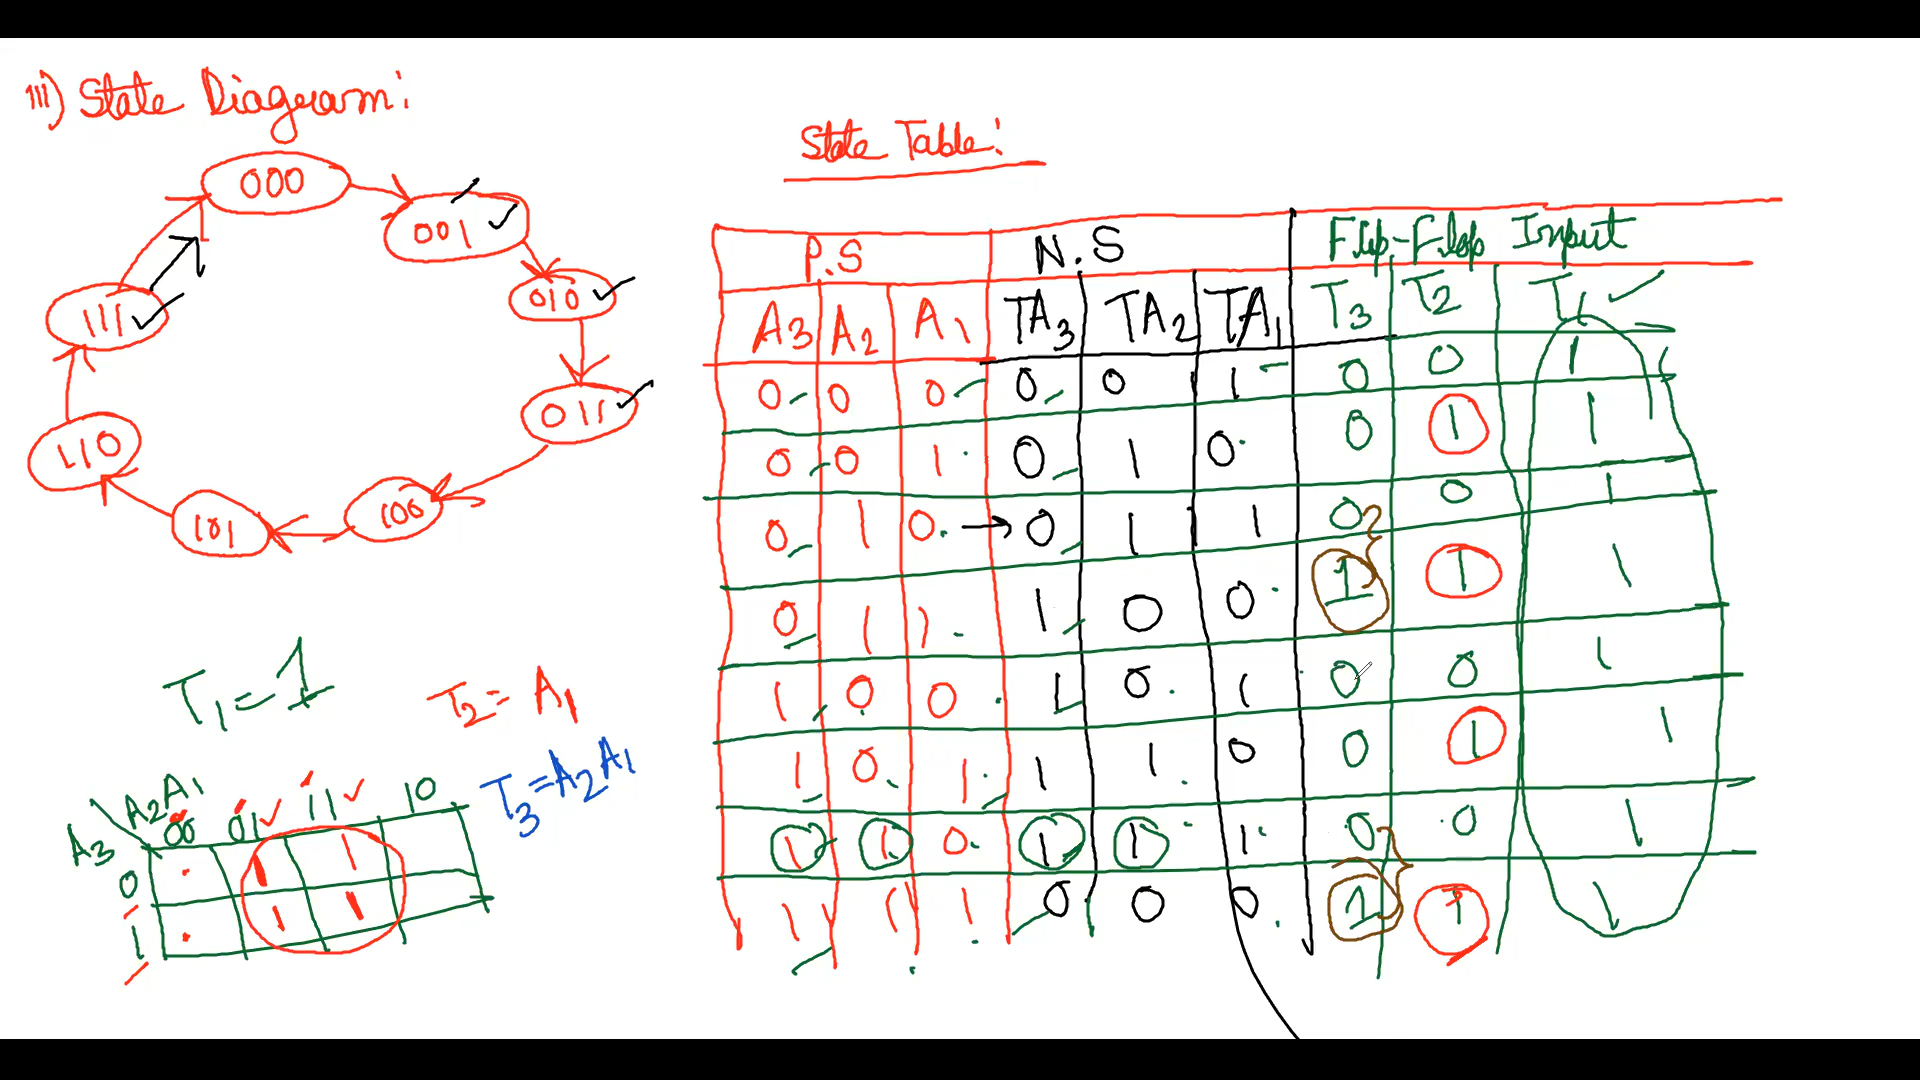 III) State Diagram:
000
001
010
011
100
101
110
111
T1 = 1
T2 = A1
T3 = A2 A1
A2 A1
A3 00 01 11 10
0 1 1
1 1 1
State Table:
P.S N.S Flip-Flop Input
A3 A2 A1 TA3 TA2 TA1 T3 T2 T1
0 0 0 0 0 1 0 0 1
0 0 1 0 1 0 0 1 1
0 1 0 → 0 1 1 0 0 1
0 1 1 1 0 0 1 1 1
1 0 0 1 0 1 0 0 1
1 0 1 1 1 0 0 1 1
1 1 0 1 1 1 0 0 1
1 1 1 0 0 0 1 1 1